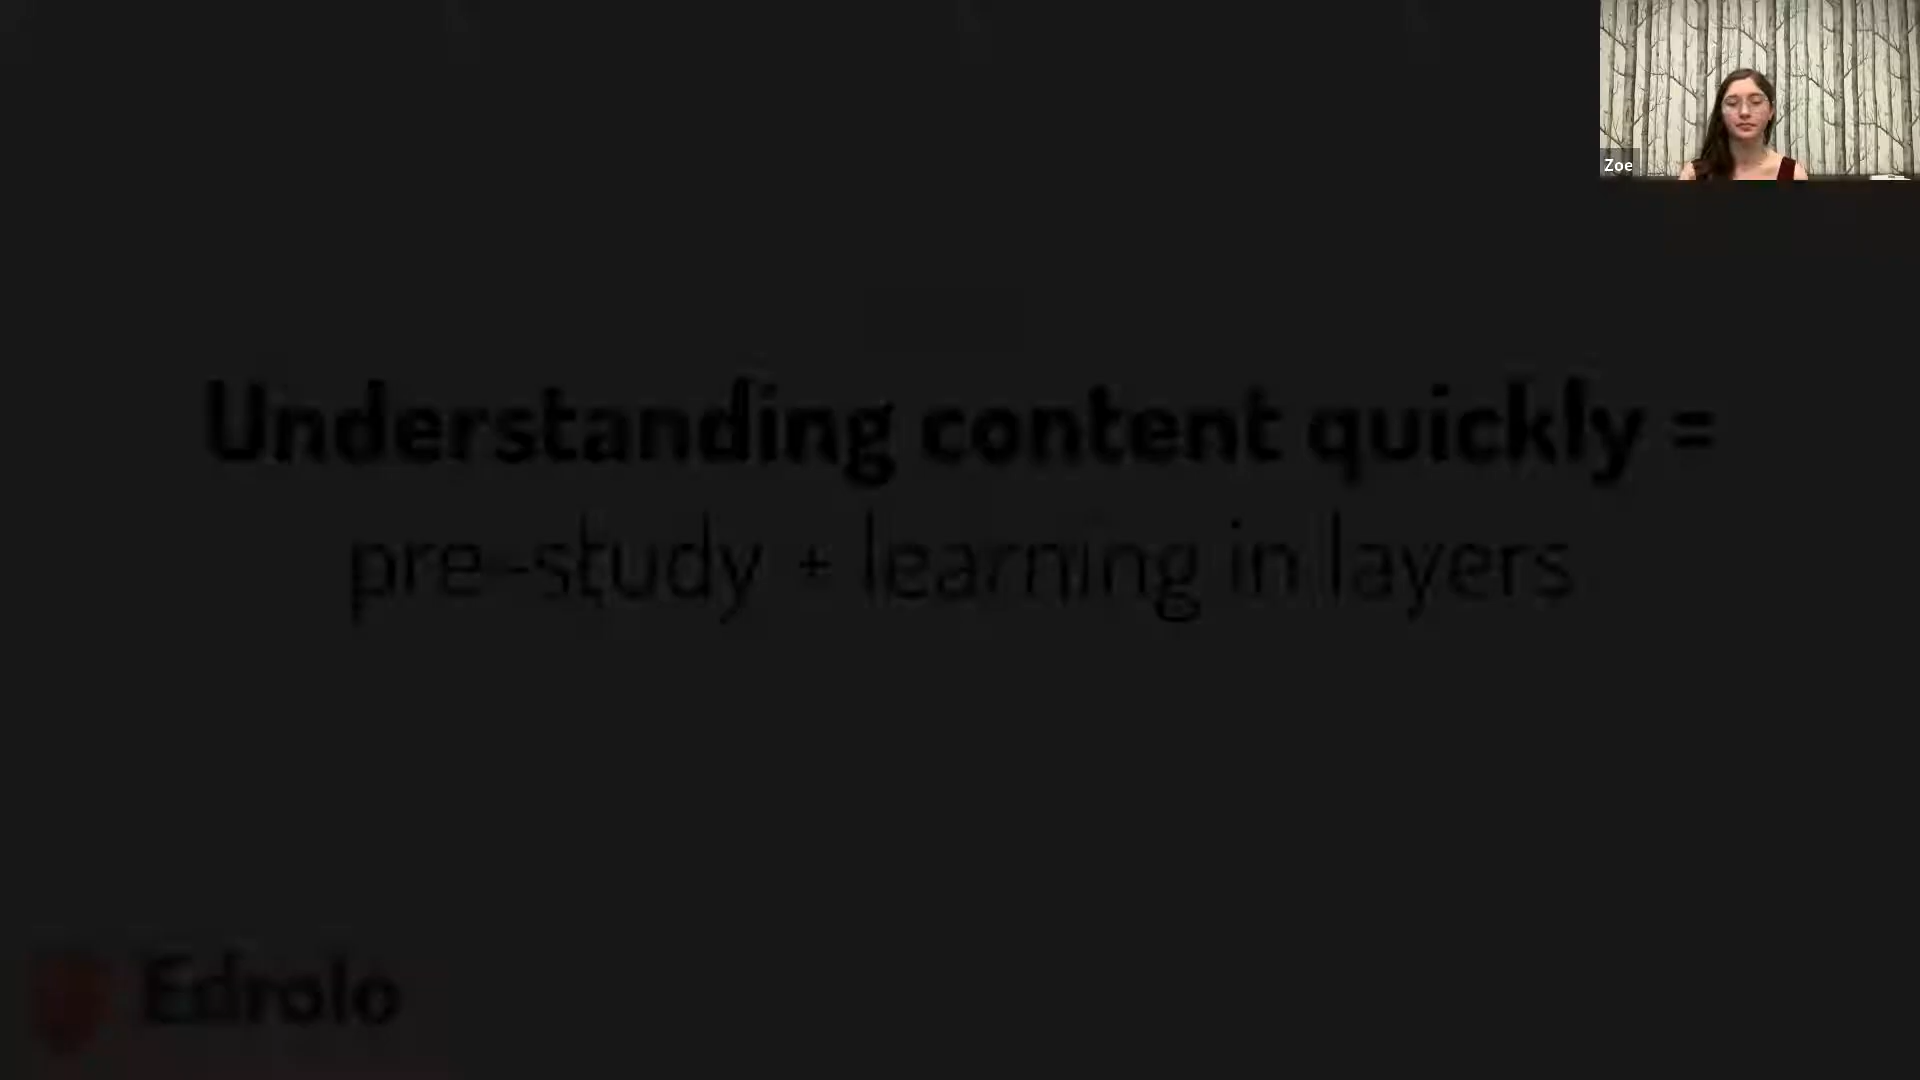 Zoe
Understanding content quickly =
pre-study + learning in layers
Edrolo